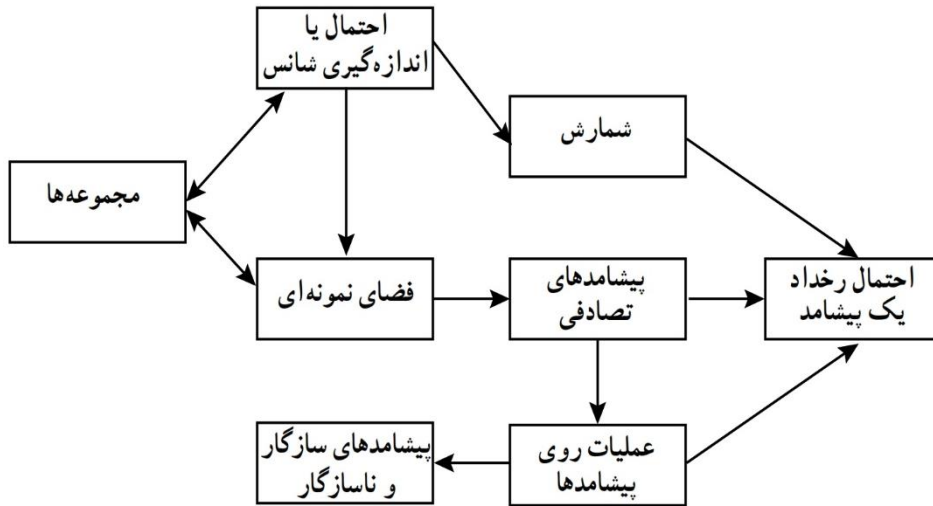 احتمال یا
اندازه‌گیری شانس
شمارش
مجموعه‌ها
فضای نمونه‌ای
پیشامدهای
تصادفی
احتمال رخداد
یک پیشامد
پیشامدهای سازگار
و ناسازگار
عملیات روی
پیشامدها